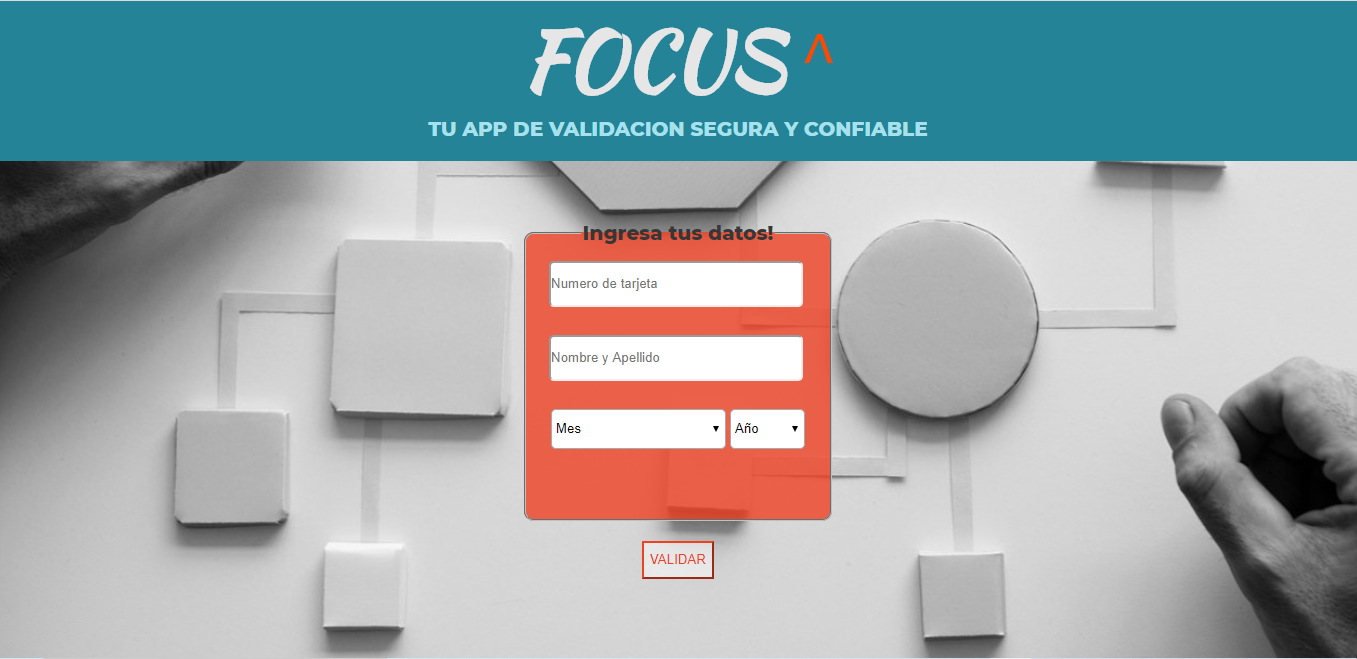 FOCUS ^
TU APP DE VALIDACION SEGURA Y CONFIABLE
Ingresa tus datos!
Numero de tarjeta
Nombre y Apellido
Mes Año
VALIDAR